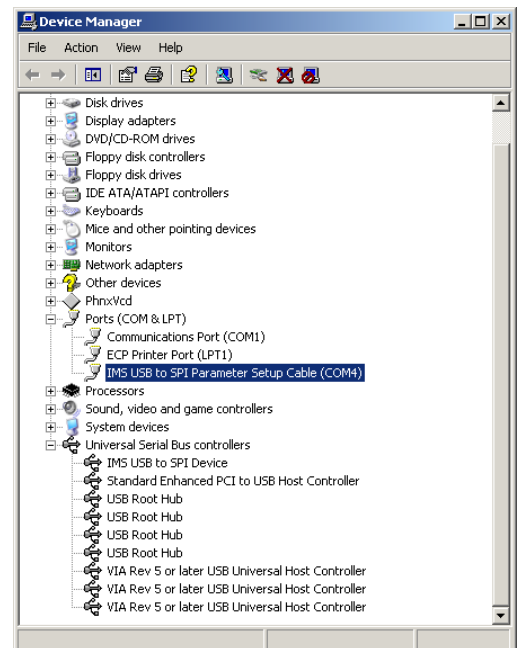 Device Manager
File Action View Help
Disk drives
Display adapters
DVD/CD-ROM drives
Floppy disk controllers
Floppy disk drives
IDE ATA/ATAPI controllers
Keyboards
Mice and other pointing devices
Monitors
Network adapters
Other devices
PhnxVcd
Ports (COM & LPT)
Communications Port (COM1)
ECP Printer Port (LPT1)
IMS USB to SPI Parameter Setup Cable (COM4)
Processors
Sound, video and game controllers
System devices
Universal Serial Bus controllers
IMS USB to SPI Device
Standard Enhanced PCI to USB Host Controller
USB Root Hub
USB Root Hub
USB Root Hub
USB Root Hub
VIA Rev 5 or later USB Universal Host Controller
VIA Rev 5 or later USB Universal Host Controller
VIA Rev 5 or later USB Universal Host Controller